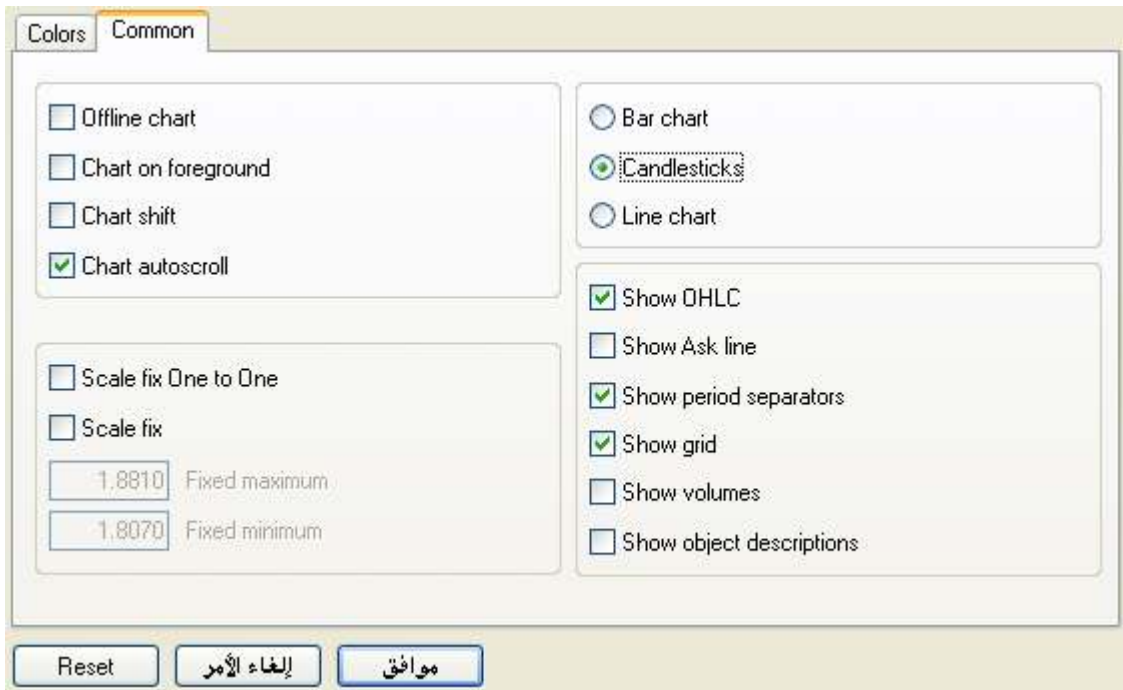 Colors Common
Offline chart
Chart on foreground
Chart shift
Chart autoscroll
Scale fix One to One
Scale fix
1.8810 Fixed maximum
1.8070 Fixed minimum
Bar chart
Candlesticks
Line chart
Show OHLC
Show Ask line
Show period separators
Show grid
Show volumes
Show object descriptions
Reset إلغاء الأمر موافق